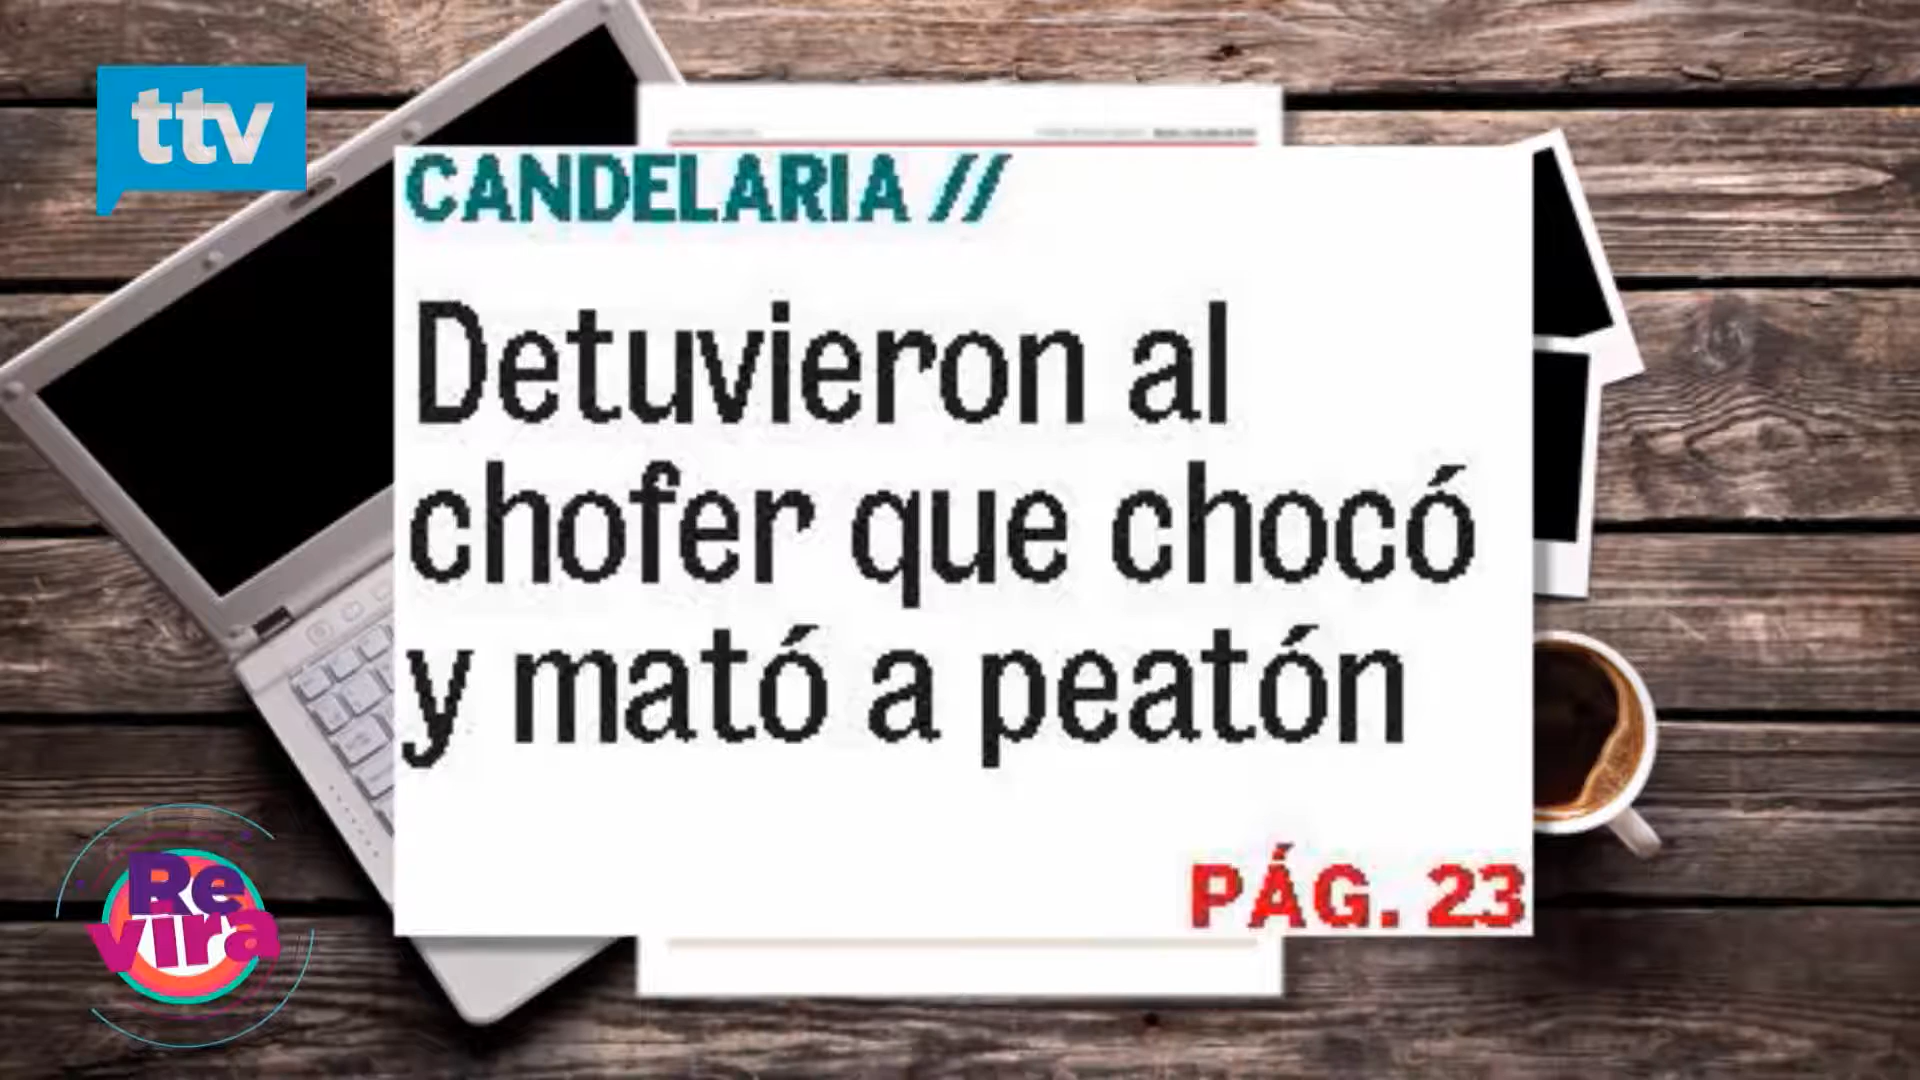 ttv
CANDELARIA //
Detuvieron al
chofer que chocó
y mató a peatón
PÁG. 23
Re
vira